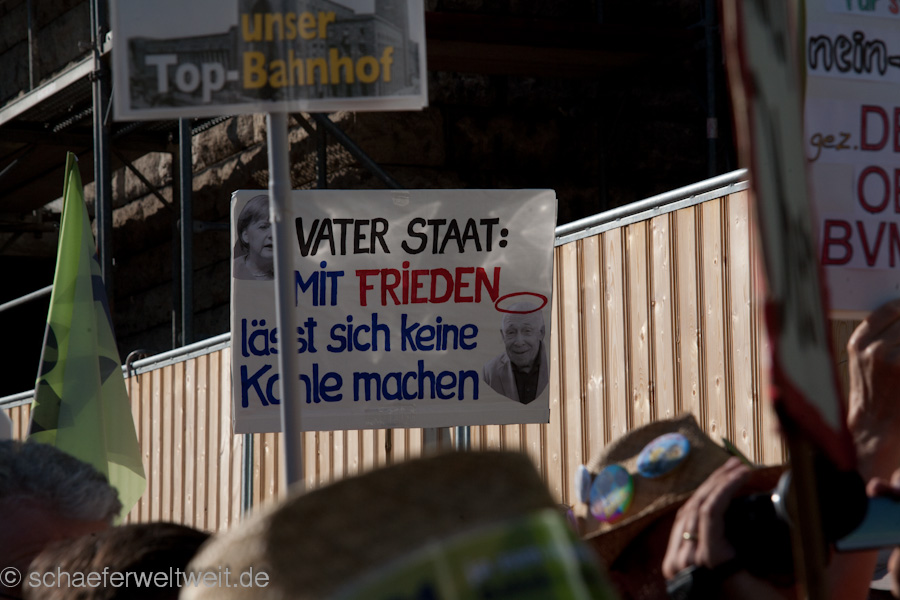 unser
Top-Bahnhof
VATER STAAT:
MIT FRIEDEN
lässt sich keine
Kohle machen
nein-
gez.
© schaeferweltweit.de